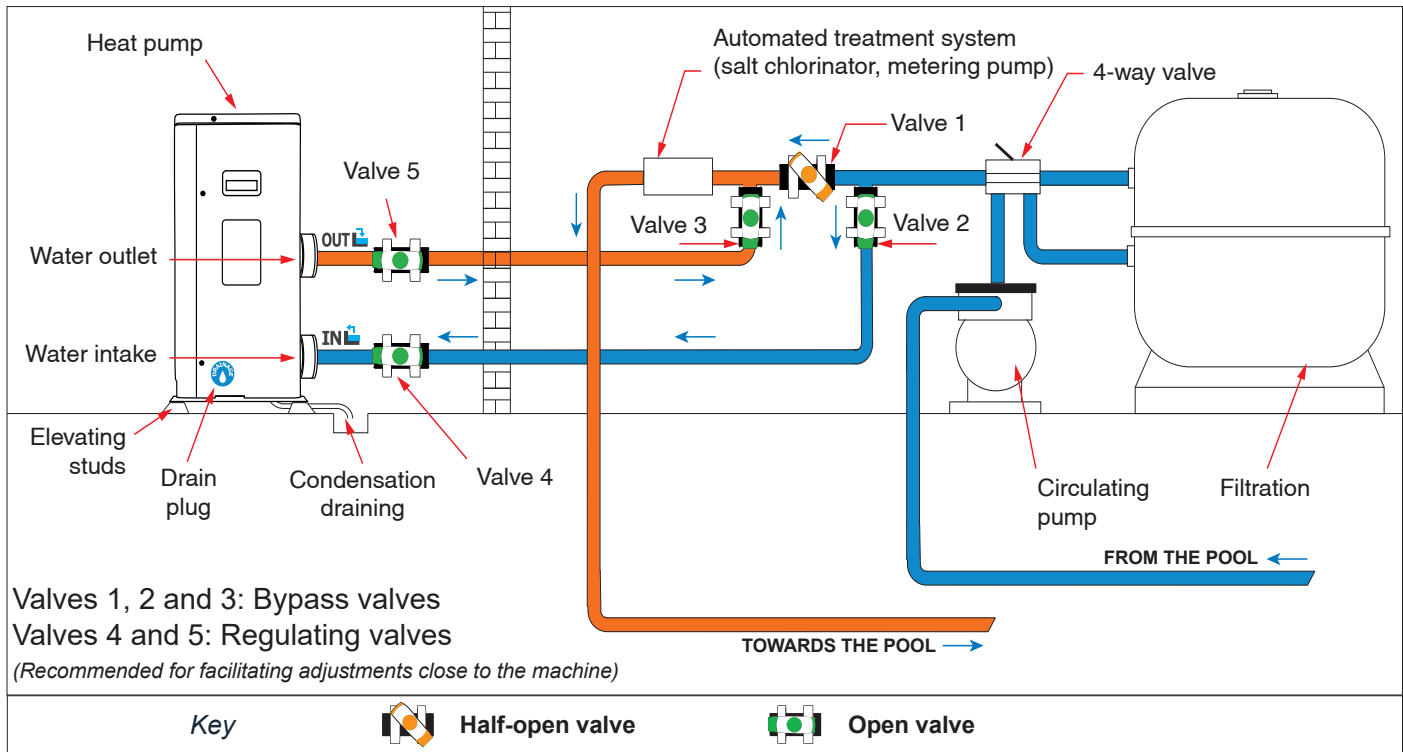 Heat pump
Automated treatment system
(salt chlorinator, metering pump)
4-way valve
Valve 1
Valve 5
Valve 3
Valve 2
OUT
Water outlet
IN
Water intake
DRAINAGE
Elevating
studs
Drain
plug
Condensation
draining
Valve 4
Circulating
pump
Filtration
FROM THE POOL
Valves 1, 2 and 3: Bypass valves
Valves 4 and 5: Regulating valves
TOWARDS THE POOL
(Recommended for facilitating adjustments close to the machine)
Key
Half-open valve
Open valve